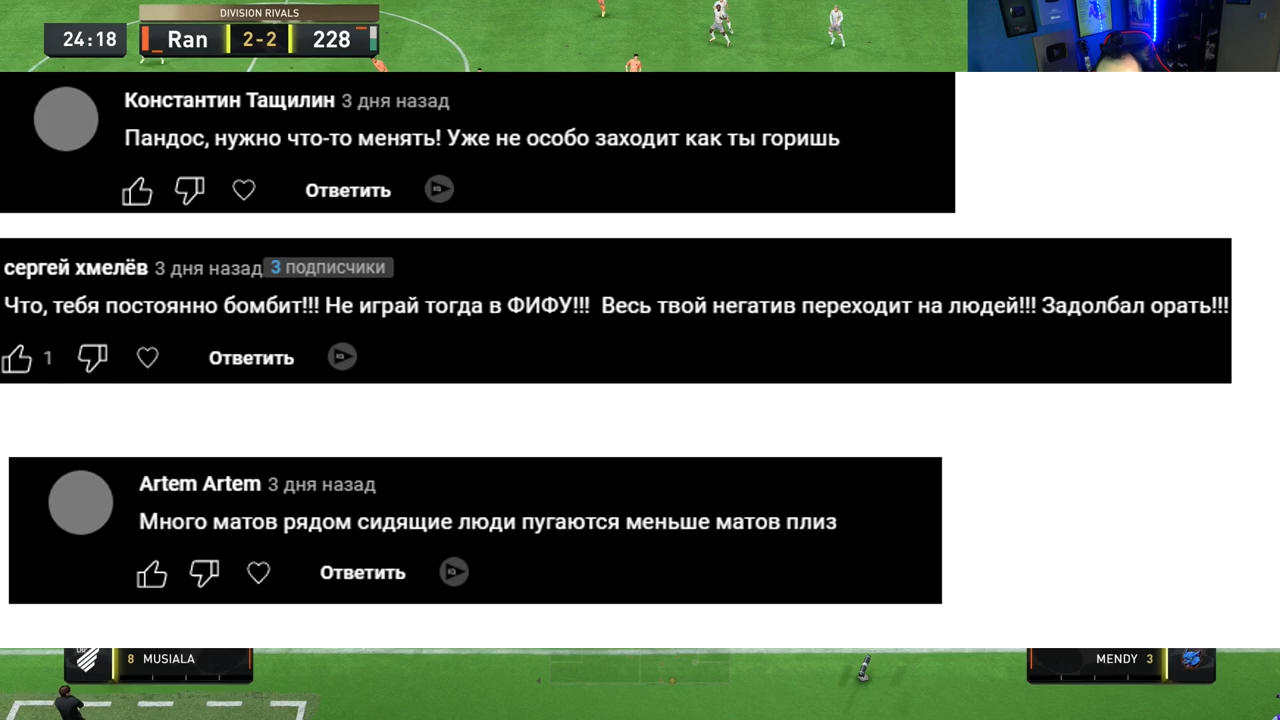 DIVISION RIVALS
24:18 Ran 2-2 228
Константин Тащилин 3 дня назад
Пандос, нужно что-то менять! Уже не особо заходит как ты горишь
Ответить
сергей хмелёв 3 дня назад 3 подписчики
Что, тебя постоянно бомбит!!! Не играй тогда в ФИФУ!!! Весь твой негатив переходит на людей!!! Задолбал орать!!!
1 Ответить
Artem Artem 3 дня назад
Много матов рядом сидящие люди пугаются меньше матов плиз
Ответить
8 MUSIALA
MENDY 3